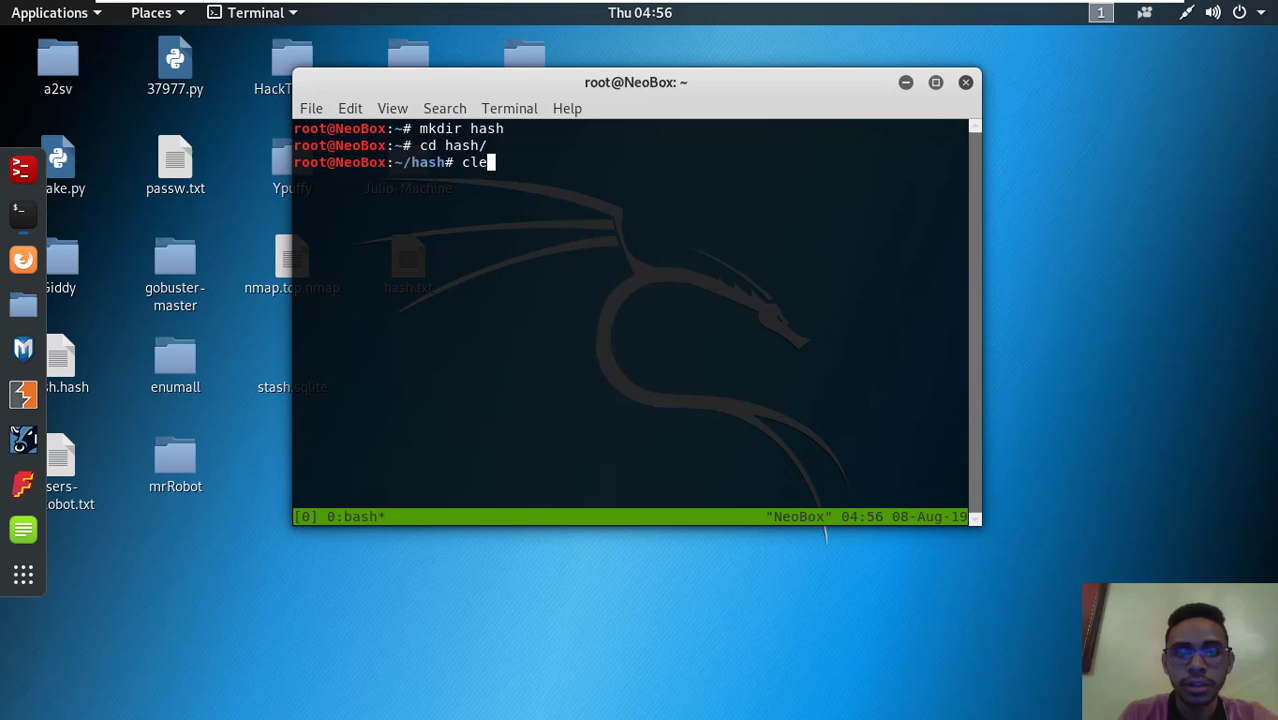 Applications Places Terminal Thu 04:56 1
a2sv 37977.py HackT
root@NeoBox: ~
File Edit View Search Terminal Help
root@NeoBox:~# mkdir hash
root@NeoBox:~# cd hash/
root@NeoBox:~/hash# cle
ake.py passw.txt Ypuffy Julio-Machine
Giddy gobuster-
master nmap.tcp.nmap hash.txt
sh.hash enumall stash.sqlite
sers-
obot.txt mrRobot
[0] 0:bash* "NeoBox" 04:56 08-Aug-19